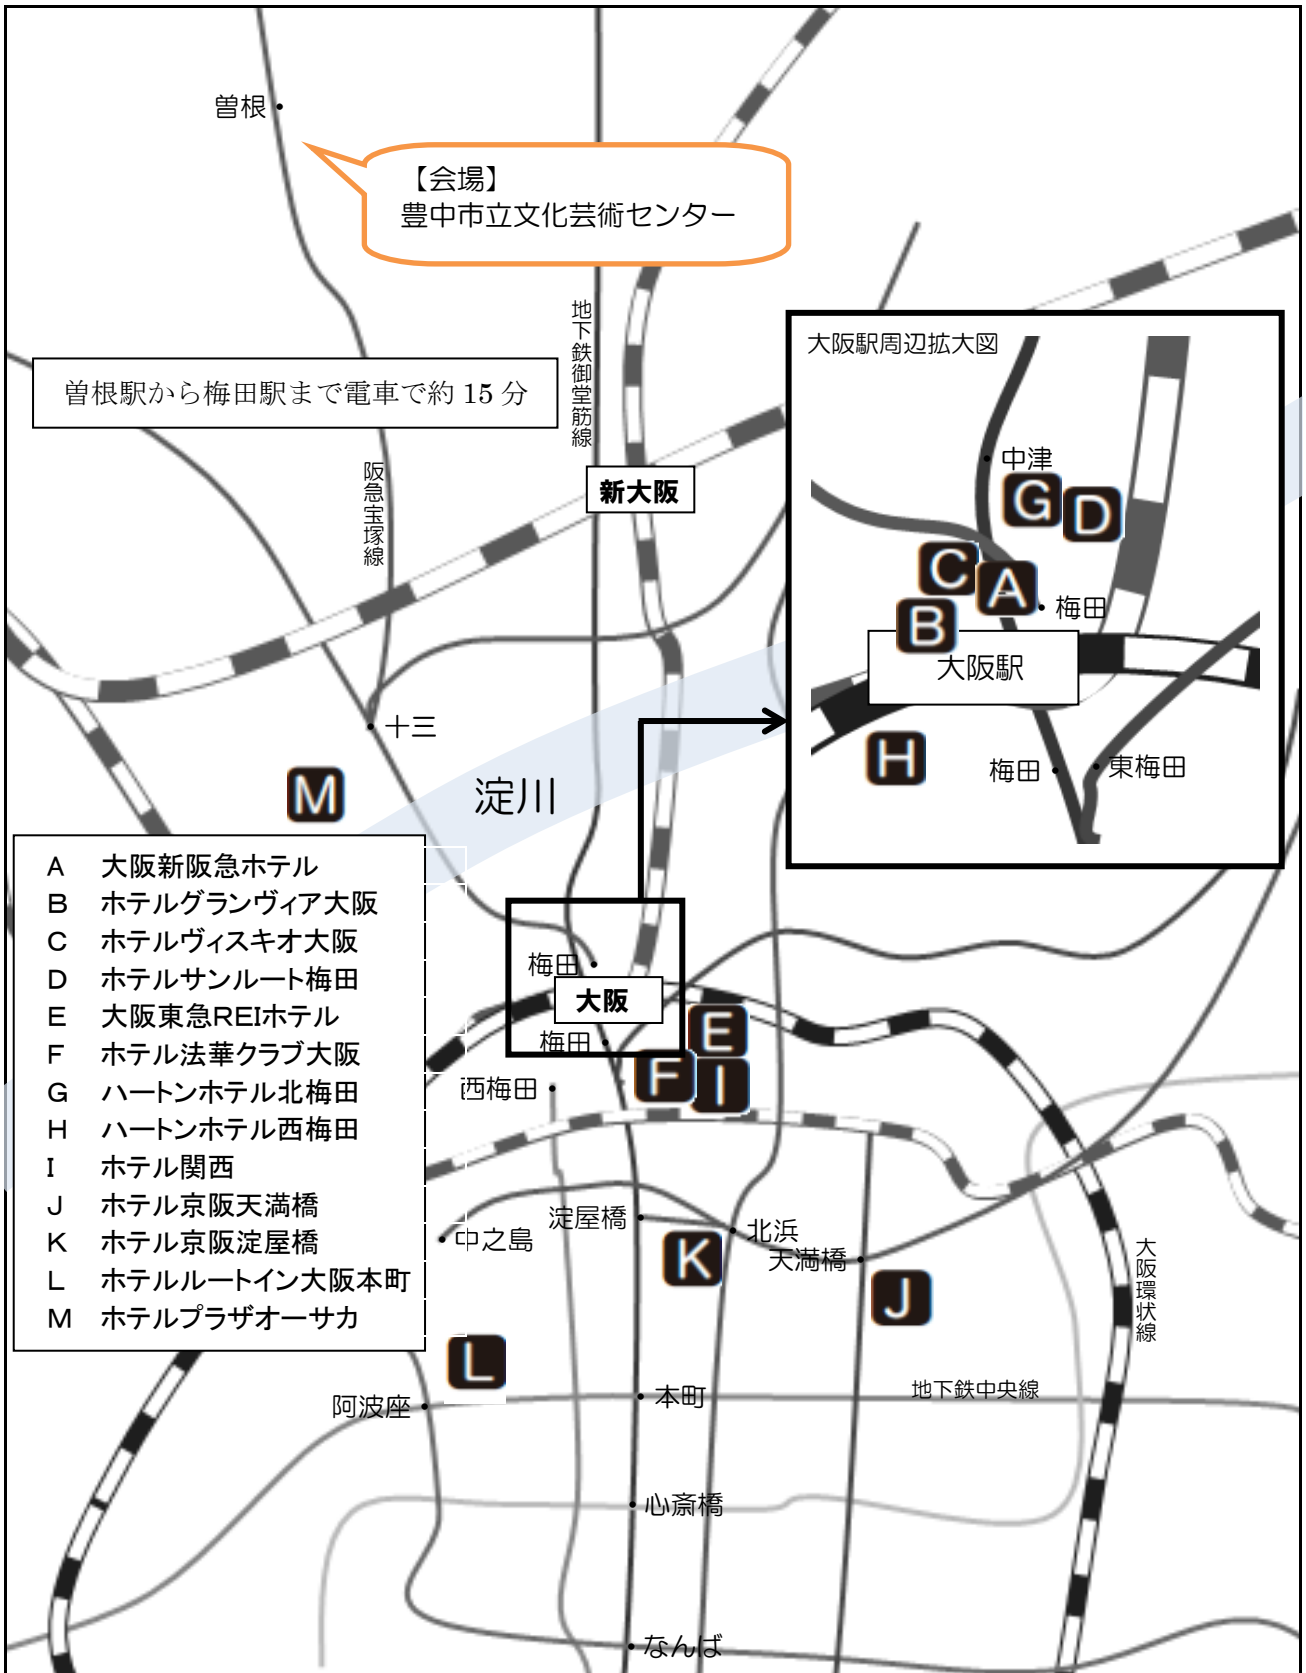 曽根
【会場】
豊中市立文化芸術センター
地下鉄御堂筋線
大阪駅周辺拡大図
曽根駅から梅田駅まで電車で約 15 分
阪急宝塚線
新大阪
中津
G
D
C
A
梅田
B
大阪駅
H
梅田
東梅田
十三
M
淀川
A 大阪新阪急ホテル
B ホテルグランヴィア大阪
C ホテルヴィスキオ大阪
D ホテルサンルート梅田
E 大阪東急REIホテル
F ホテル法華クラブ大阪
G ハートンホテル北梅田
H ハートンホテル西梅田
I ホテル関西
J ホテル京阪天満橋
K ホテル京阪淀屋橋
L ホテルルートイン大阪本町
M ホテルプラザオーサカ
梅田
大阪
梅田
E
F
I
西梅田
淀屋橋
北浜
中之島
天満橋
K
J
大阪環状線
L
地下鉄中央線
阿波座
本町
心斎橋
なんば